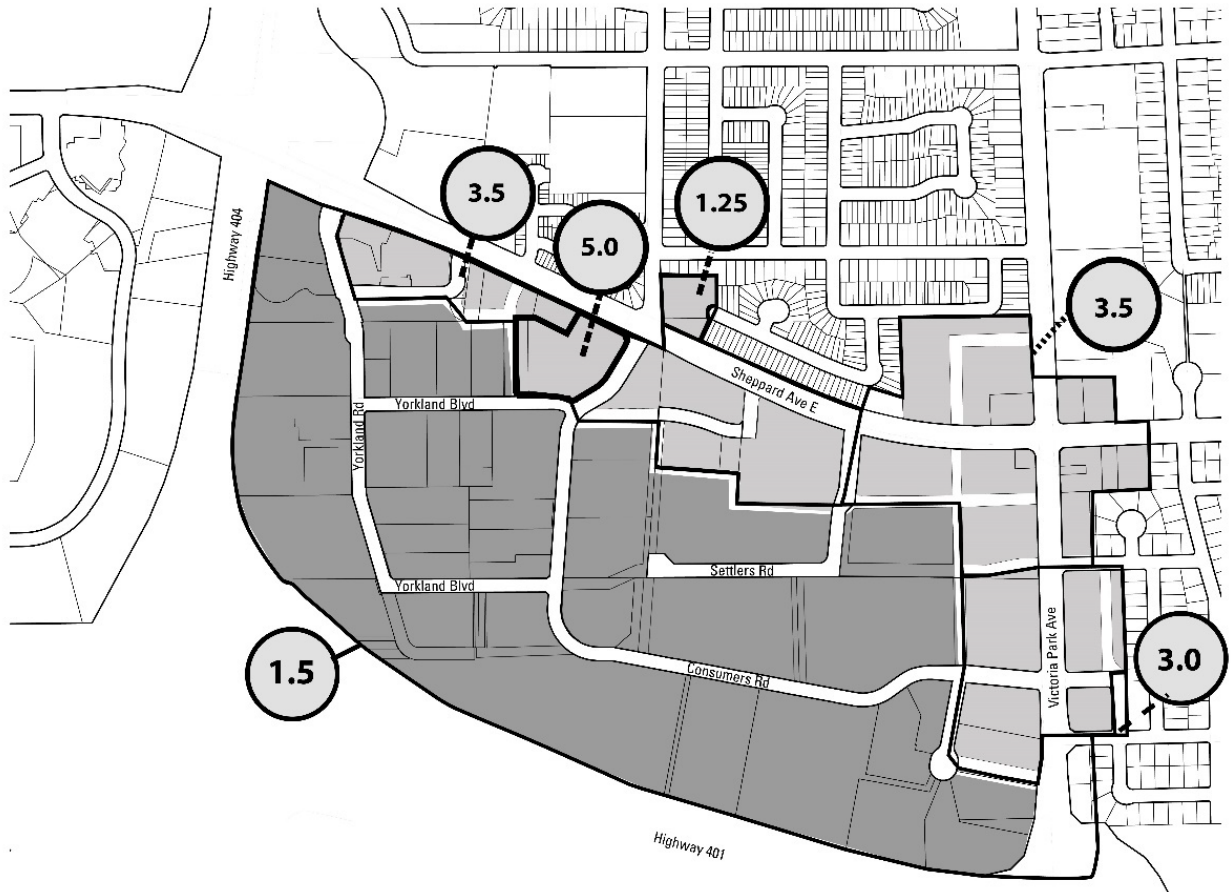 3.5
1.25
5.0
Highway 404
3.5
Sheppard Ave E
Yorkland Blvd
Yorkland Rd
Settlers Rd
Yorkland Blvd
Victoria Park Ave
1.5
Consumers Rd
3.0
Highway 401